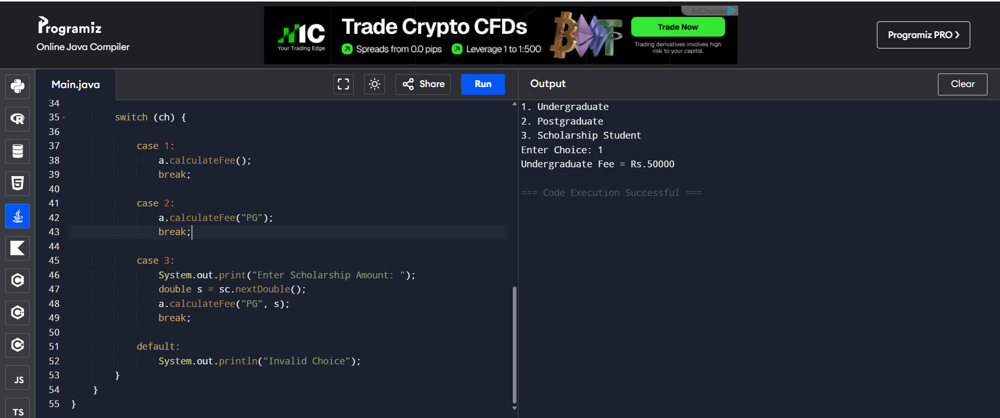 Programiz
Online Java Compiler
HIC
Your Trading Edge
Trade Crypto CFDs
Spreads from 0.0 pips
Leverage 1 to 1:500
AdChoices
Trade Now
Trading derivatives involves high
risk to your capital.
Programiz PRO
Main.java
Share
Run
Output
Clear
34
35 switch (ch) {
36
37 case 1:
38 a.calculateFee();
39 break;
40
41 case 2:
42 a.calculateFee("PG");
43 break;
44
45 case 3:
46 System.out.print("Enter Scholarship Amount: ");
47 double s = sc.nextDouble();
48 a.calculateFee("PG", s);
49 break;
50
51 default:
52 System.out.println("Invalid Choice");
53 }
54 }
55 }
1. Undergraduate
2. Postgraduate
3. Scholarship Student
Enter Choice: 1
Undergraduate Fee = Rs.50000
=== Code Execution Successful ===
R
5
C
C
C
JS
TS